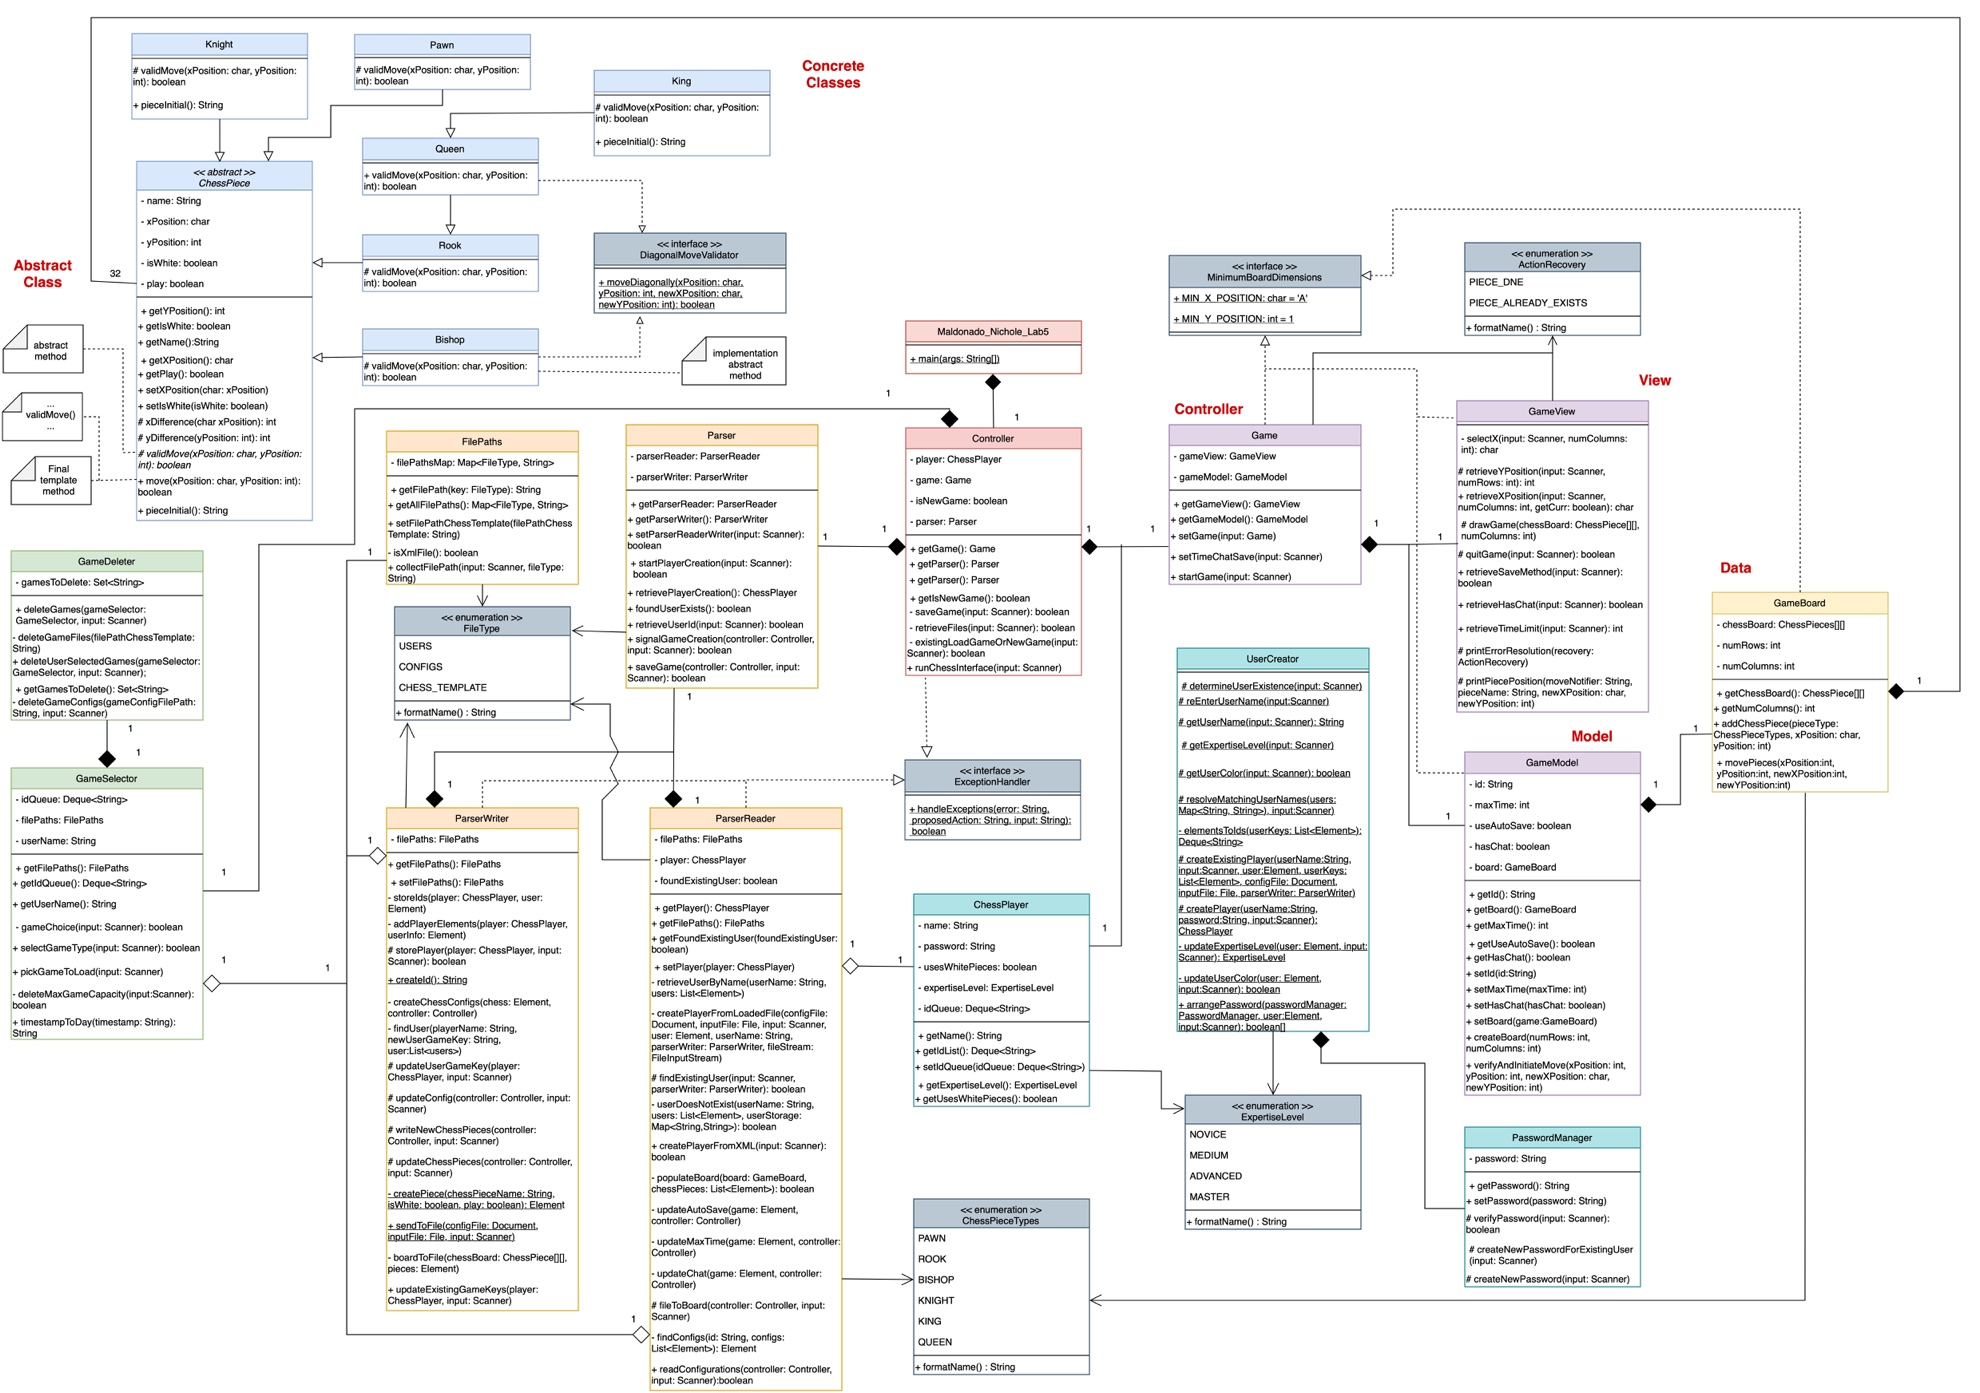 Knight
# validMove(xPosition: char, yPosition:
int): boolean
+ pieceInitial(): String
Pawn
# validMove(xPosition: char, yPosition:
int): boolean
King
# validMove(xPosition: char, yPosition:
int): boolean
+ pieceInitial(): String
Concrete
Classes
Queen
+ validMove(xPosition: char, yPosition:
int): boolean
Rook
# validMove(xPosition: char, yPosition:
int): boolean
Bishop
# validMove(xPosition: char, yPosition:
int): boolean
<< interface >>
DiagonalMoveValidator
+ moveDiagonally(xPosition: char,
yPosition: int, newXPosition: char,
newYPosition: int): boolean
implementation
abstract
method
Abstract
Class
32
<< abstract >>
ChessPiece
- name: String
- xPosition: char
- yPosition: int
- isWhite: boolean
- play: boolean
+ getYPosition(): int
+ getIsWhite: boolean
+ getName():String
+ getXPosition(): char
+ getPlay(): boolean
+ setXPosition(char: xPosition)
+ setIsWhite(isWhite: boolean)
# xDifference(char xPosition): int
# yDifference(yPosition: int): int
# validMove(xPosition: char, yPosition:
int): boolean
+ move(xPosition: char, yPosition: int):
boolean
+ pieceInitial(): String
abstract
method
...
validMove()
...
Final
template
method
GameDeleter
- gamesToDelete: Set<String>
+ deleteGames(gameSelector:
GameSelector, input: Scanner)
- deleteGameFiles(filePathChessTemplate:
String)
+ deleteUserSelectedGames(gameSelector:
GameSelector, input: Scanner);
+ getGamesToDelete(): Set<String>
- deleteGameConfigs(gameConfigFilePath:
String, input: Scanner)
1
1
GameSelector
- idQueue: Deque<String>
- filePaths: FilePaths
- userName: String
+ getFilePaths(): FilePaths
+ getIdQueue(): Deque<String>
+ getUserName(): String
- gameChoice(input: Scanner): boolean
+ selectGameType(input: Scanner): boolean
+ pickGameToLoad(input: Scanner)
- deleteMaxGameCapacity(input:Scanner):
boolean
+ timestampToDay(timestamp: String):
String
1
1
1
FilePaths
- filePathsMap: Map<FileType, String>
+ getFilePath(key: FileType): String
+ getAllFilePaths(): Map<FileType, String>
+ setFilePathChessTemplate(filePathChess
Template: String)
- isXmlFile(): boolean
+ collectFilePath(input: Scanner, fileType:
String)
1
<< enumeration >>
FileType
USERS
CONFIGS
CHESS_TEMPLATE
+ formatName() : String
Parser
- parserReader: ParserReader
- parserWriter: ParserWriter
+ getParserReader(): ParserReader
+ getParserWriter(): ParserWriter
+ setParserReaderWriter(input: Scanner):
boolean
+ startPlayerCreation(input: Scanner):
boolean
+ retrievePlayerCreation(): ChessPlayer
+ foundUserExists(): boolean
+ retrieveUserId(input: Scanner): boolean
+ signalGameCreation(controller: Controller,
input: Scanner): boolean
+ saveGame(controller: Controller, input:
Scanner): boolean
1
1
1
1
ParserWriter
- filePaths: FilePaths
+ getFilePaths(): FilePaths
+ setFilePaths(): FilePaths
- storeIds(player: ChessPlayer, user:
Element)
- addPlayerElements(player: ChessPlayer,
userInfo: Element)
# storePlayer(player: ChessPlayer, input:
Scanner): boolean
+ createId(): String
- createChessConfigs(chess: Element,
controller: Controller)
- findUser(playerName: String,
newUserGameKey: String,
user:List<users>)
# updateUserGameKey(player:
ChessPlayer, input: Scanner)
# updateConfig(controller: Controller, input:
Scanner)
# writeNewChessPieces(controller:
Controller, input: Scanner)
# updateChessPieces(controller: Controller,
input: Scanner)
- createPiece(chessPieceName: String,
isWhite: boolean, play: boolean): Element
+ sendToFile(configFile: Document,
inputFile: File, input: Scanner)
- boardToFile(chessBoard: ChessPiece[][],
pieces: Element)
+ updateExistingGameKeys(player:
ChessPlayer, input: Scanner)
1
ParserReader
- filePaths: FilePaths
- player: ChessPlayer
- foundExistingUser: boolean
+ getPlayer(): ChessPlayer
+ getFilePaths(): FilePaths
+ getFoundExistingUser(foundExistingUser:
boolean)
+ setPlayer(player: ChessPlayer)
- retrieveUserByName(userName: String,
users: List<Element>)
- createPlayerFromLoadedFile(configFile:
Document, inputFile: File, input: Scanner,
user: Element, userName: String,
parserWriter: ParserWriter, fileStream:
FileInputStream)
# findExistingUser(input: Scanner,
parserWriter: ParserWriter): boolean
- userDoesNotExist(userName: String,
users: List<Element>, userStorage:
Map<String,String>): boolean
+ createPlayerFromXML(input: Scanner):
boolean
- populateBoard(board: GameBoard,
chessPieces: List<Element>): boolean
- updateAutoSave(game: Element,
controller: Controller)
- updateMaxTime(game: Element, controller:
Controller)
- updateChat(game: Element, controller:
Controller)
# fileToBoard(controller: Controller, input:
Scanner)
- findConfigs(id: String, configs:
List<Element>): Element
+ readConfigurations(controller: Controller,
input: Scanner):boolean
1
1
1
Maldonado_Nichole_Lab5
+ main(args: String[])
1
1
Controller
- player: ChessPlayer
- game: Game
- isNewGame: boolean
- parser: Parser
+ getGame(): Game
+ getParser(): Parser
+ getParser(): Parser
+ getIsNewGame(): boolean
- saveGame(input: Scanner): boolean
- retrieveFiles(input: Scanner): boolean
- existingLoadGameOrNewGame(input:
Scanner): boolean
+ runChessInterface(input: Scanner)
1
1
1
<< interface >>
ExceptionHandler
+ handleExceptions(error: String,
proposedAction: String, input: String):
boolean
ChessPlayer
- name: String
- password: String
- usesWhitePieces: boolean
- expertiseLevel: ExpertiseLevel
- idQueue: Deque<String>
+ getName(): String
+ getIdList(): Deque<String>
+ setIdQueue(idQueue: Deque<String>)
+ getExpertiseLevel(): ExpertiseLevel
+ getUsesWhitePieces(): boolean
1
<< enumeration >>
ChessPieceTypes
PAWN
ROOK
BISHOP
KNIGHT
KING
QUEEN
+ formatName() : String
<< interface >>
MinimumBoardDimensions
+ MIN_X_POSITION: char = 'A'
+ MIN_Y_POSITION: int = 1
<< enumeration >>
ActionRecovery
PIECE_DNE
PIECE_ALREADY_EXISTS
+ formatName() : String
Controller
Game
- gameView: GameView
- gameModel: GameModel
+ getGameView(): GameView
+ getGameModel(): GameModel
+ setGame(input: Game)
+ setTimeChatSave(input: Scanner)
+ startGame(input: Scanner)
1
1
1
View
GameView
- selectX(input: Scanner, numColumns:
int): char
# retrieveYPosition(input: Scanner,
numRows: int): int
+ retrieveXPosition(input: Scanner,
numColumns: int, getCurr: boolean): char
# drawGame(chessBoard: ChessPiece[][],
numColumns: int)
# quitGame(input: Scanner): boolean
+ retrieveSaveMethod(input: Scanner):
boolean
+ retrieveHasChat(input: Scanner): boolean
+ retrieveTimeLimit(input: Scanner): int
# printErrorResolution(recovery:
ActionRecovery)
# printPiecePosition(moveNotifier: String,
pieceName: String, newXPosition: char,
newYPosition: int)
UserCreator
# determineUserExistence(input: Scanner)
# reEnterUserName(input:Scanner)
# getUserName(input: Scanner): String
# getExpertiseLevel(input: Scanner)
# getUserColor(input: Scanner): boolean
# resolveMatchingUserNames(users:
Map<String, String>), input:Scanner)
- elementsToIds(userKeys: List<Element>):
Deque<String>
# createExistingPlayer(userName:String,
input:Scanner, user:Element, userKeys:
List<Element>, configFile: Document,
inputFile: File, parserWriter: ParserWriter)
# createPlayer(userName:String,
password:String, input:Scanner):
ChessPlayer
- updateExpertiseLevel(user: Element, input:
Scanner): ExpertiseLevel
- updateUserColor(user: Element,
input:Scanner): boolean
+ arrangePassword(passwordManager:
PasswordManager, user:Element,
input:Scanner): boolean[]
<< enumeration >>
ExpertiseLevel
NOVICE
MEDIUM
ADVANCED
MASTER
+ formatName() : String
Model
GameModel
- id: String
- maxTime: int
- useAutoSave: boolean
- hasChat: boolean
- board: GameBoard
+ getId(): String
+ getBoard(): GameBoard
+ getMaxTime(): int
+ getUseAutoSave(): boolean
+ getHasChat(): boolean
+ setId(id:String)
+ setMaxTime(maxTime: int)
+ setHasChat(hasChat: boolean)
+ setBoard(game:GameBoard)
+ createBoard(numRows: int,
numColumns: int)
+ verifyAndInitiateMove(xPosition: int,
yPosition: int, newXPosition: char,
newYPosition: int)
1
1
1
Data
GameBoard
- chessBoard: ChessPieces[][]
- numRows: int
- numColumns: int
+ getChessBoard(): ChessPiece[][]
+ getNumColumns(): int
+ addChessPiece(pieceType:
ChessPieceTypes, xPosition: char,
yPosition: int)
+ movePieces(xPosition:int,
yPosition:int, newXPosition:int,
newYPosition:int)
1
PasswordManager
- password: String
+ getPassword(): String
+ setPassword(password: String)
# verifyPassword(input: Scanner):
boolean
# createNewPasswordForExistingUser
(input: Scanner)
# createNewPassword(input: Scanner)